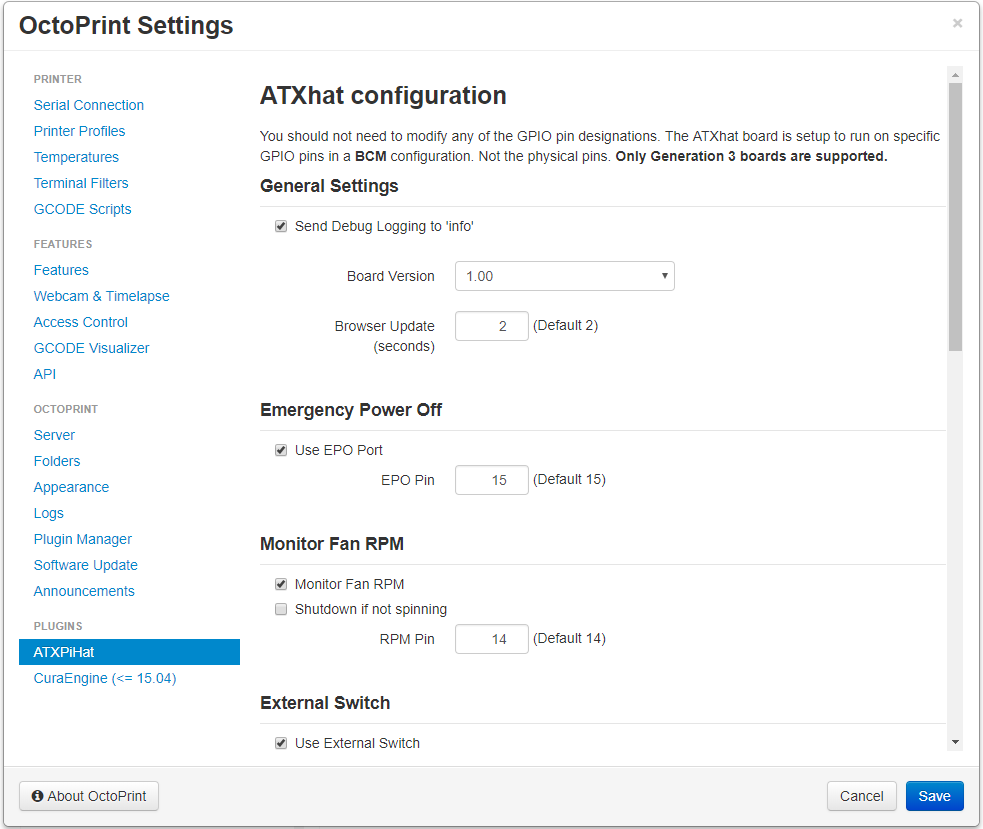 OctoPrint Settings
×
PRINTER
Serial Connection
Printer Profiles
Temperatures
Terminal Filters
GCODE Scripts
FEATURES
Features
Webcam & Timelapse
Access Control
GCODE Visualizer
API
OCTOPRINT
Server
Folders
Appearance
Logs
Plugin Manager
Software Update
Announcements
PLUGINS
ATXPiHat
CuraEngine (<= 15.04)
ATXhat configuration
You should not need to modify any of the GPIO pin designations. The ATXhat board is setup to run on specific
GPIO pins in a BCM configuration. Not the physical pins. Only Generation 3 boards are supported.
General Settings
Send Debug Logging to 'info'
Board Version 1.00
Browser Update 2 (Default 2)
(seconds)
Emergency Power Off
Use EPO Port
EPO Pin 15 (Default 15)
Monitor Fan RPM
Monitor Fan RPM
Shutdown if not spinning
RPM Pin 14 (Default 14)
External Switch
Use External Switch
About OctoPrint
Cancel
Save